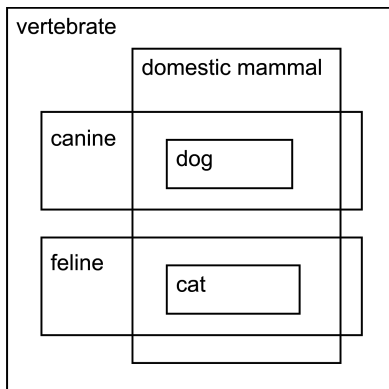 vertebrate
domestic mammal
canine
dog
feline
cat